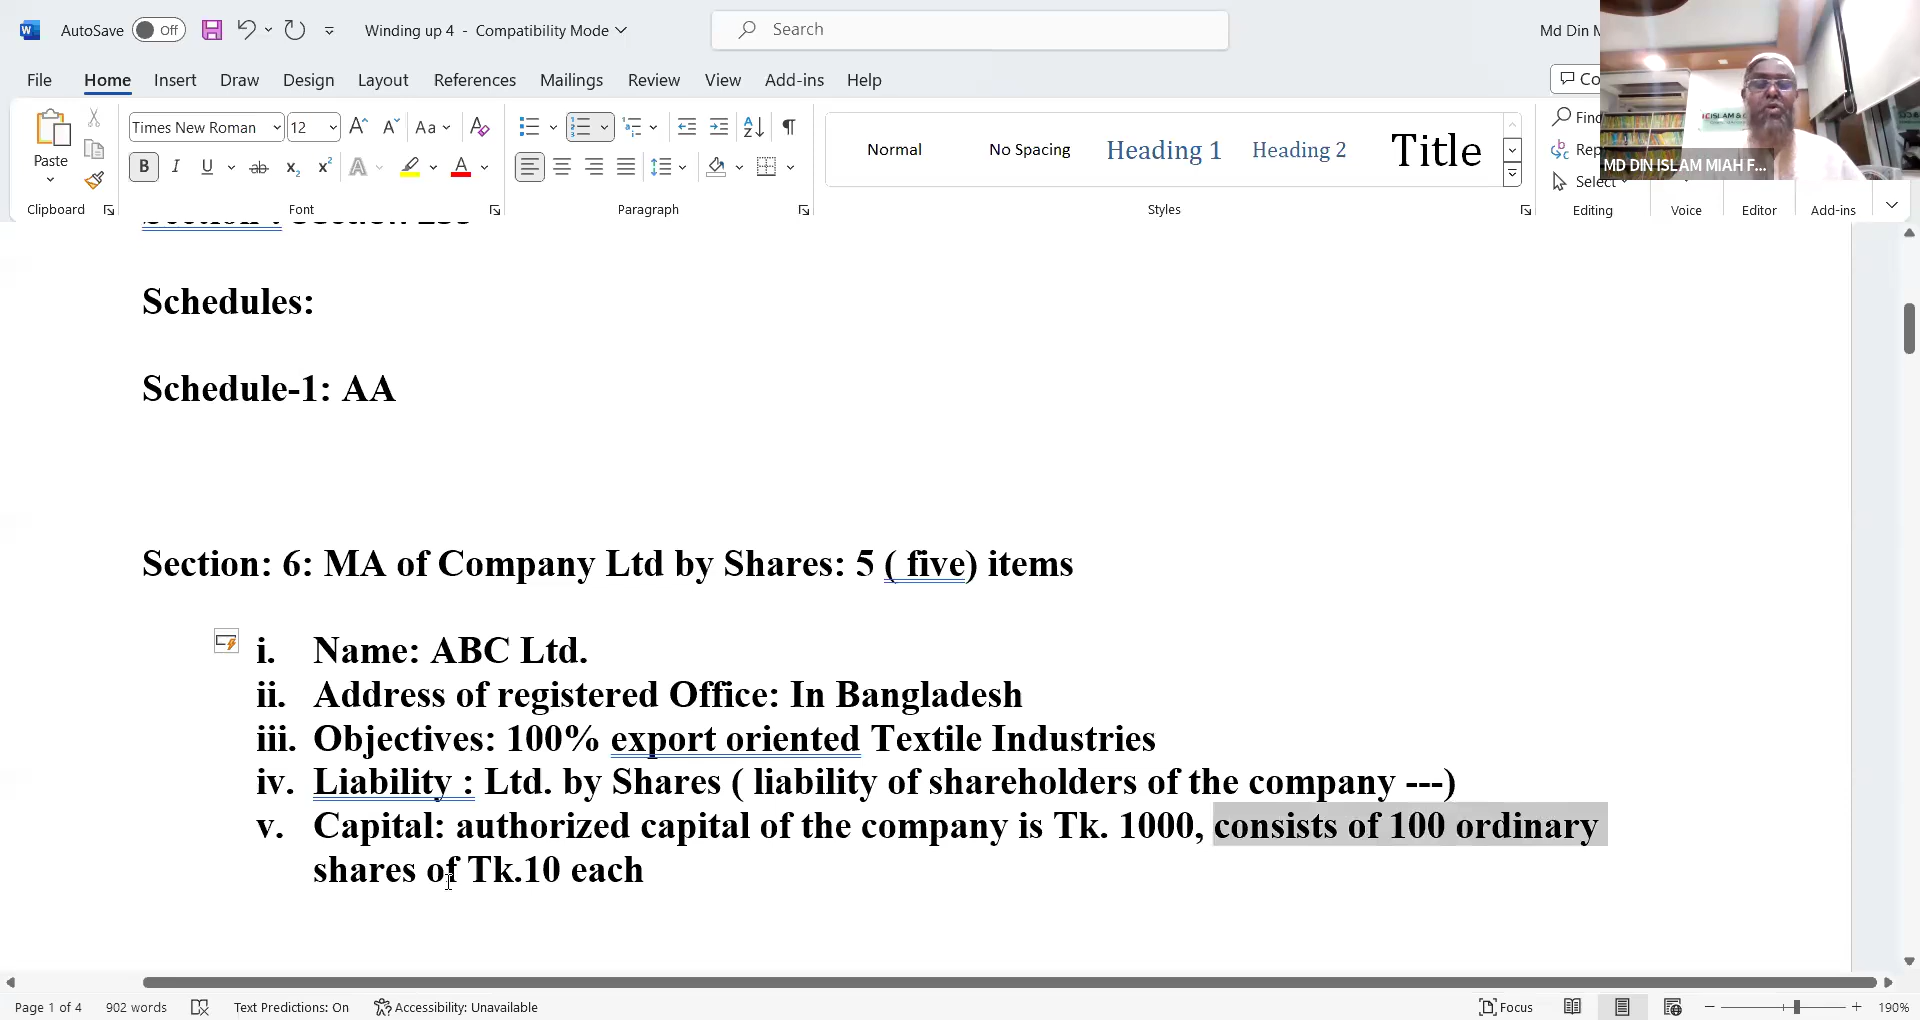 AutoSave Off Winding up 4 - Compatibility Mode Search Md Din M
File Home Insert Draw Design Layout References Mailings Review View Add-ins Help Co
Paste Times New Roman 12 Aa Normal No Spacing Heading 1 Heading 2 Title Find
Rep
B I U ab x2 x2 A A Select
Clipboard Font Paragraph Styles Editing Voice Editor Add-ins
ISLAM &
MD DIN ISLAM MIAH F...
Schedules:
Schedule-1: AA
Section: 6: MA of Company Ltd by Shares: 5 ( five) items
i. Name: ABC Ltd.
ii. Address of registered Office: In Bangladesh
iii. Objectives: 100% export oriented Textile Industries
iv. Liability : Ltd. by Shares ( liability of shareholders of the company ---)
v. Capital: authorized capital of the company is Tk. 1000, consists of 100 ordinary
shares of Tk.10 each
Page 1 of 4 902 words Text Predictions: On Accessibility: Unavailable Focus 190%